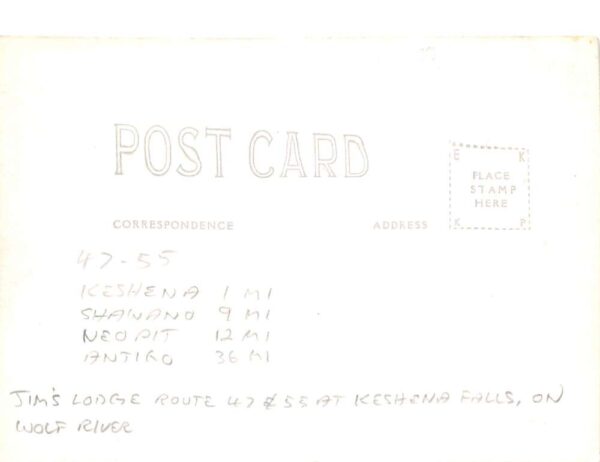 POST CARD
E K
PLACE
STAMP
HERE
K P
CORRESPONDENCE ADDRESS
47-55
KESHENA 1 MI
SHAWANO 9 MI
NEOPIT 12 MI
ANTIGO 36 MI
JIM'S LODGE ROUTE 47 & 55 AT KESHENA FALLS, ON
WOLF RIVER